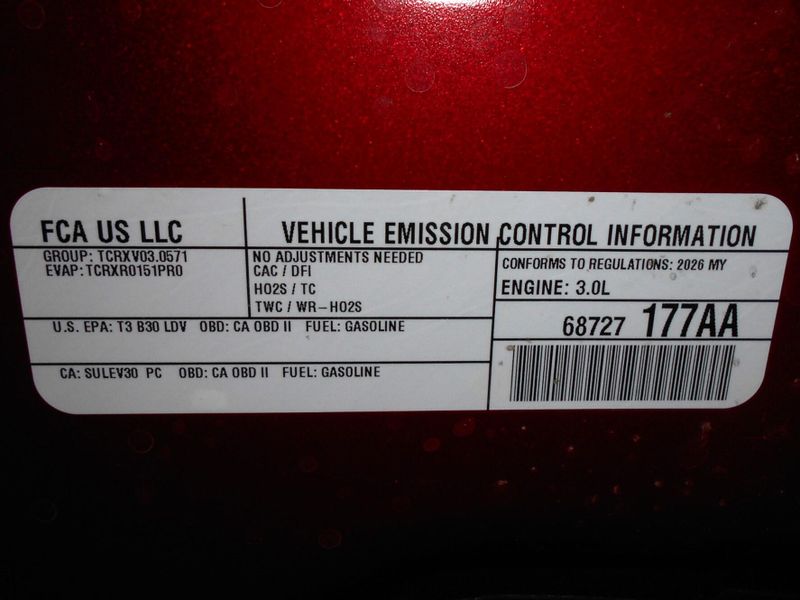 FCA US LLC
VEHICLE EMISSION CONTROL INFORMATION
GROUP: TCRXV03.0571
EVAP: TCRXR0151PR0
NO ADJUSTMENTS NEEDED
CAC / DFI
HO2S / TC
TWC / WR-HO2S
CONFORMS TO REGULATIONS: 2026 MY
ENGINE: 3.0L
U.S. EPA: T3 B30 LDV OBD: CA OBD II FUEL: GASOLINE
68727 177AA
CA: SULEV30 PC OBD: CA OBD II FUEL: GASOLINE